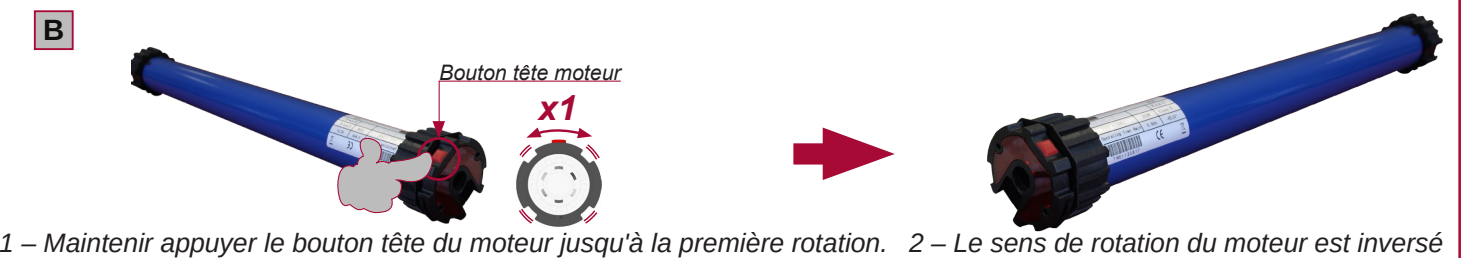 B
Bouton tête moteur
x1
1 – Maintenir appuyer le bouton tête du moteur jusqu'à la première rotation.
2 – Le sens de rotation du moteur est inversé